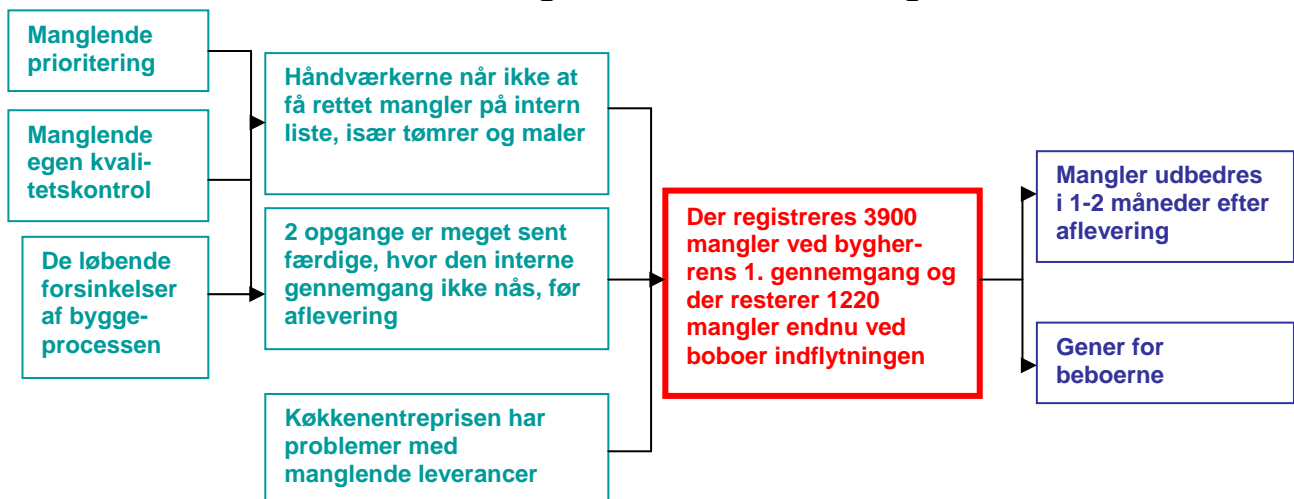 Manglende
prioritering
Manglende
egen kvali-
tetskontrol
De løbende
forsinkelser
af bygge-
processen
Håndværkerne når ikke at
få rettet mangler på intern
liste, især tømrer og maler
2 opgange er meget sent
færdige, hvor den interne
gennemgang ikke nås, før
aflevering
Køkkenentreprisen har
problemer med
manglende leverancer
Der registreres 3900
mangler ved bygher-
rens 1. gennemgang og
der resterer 1220
mangler endnu ved
boboer indflytningen
Mangler udbedres
i 1-2 måneder efter
aflevering
Gener for
beboerne